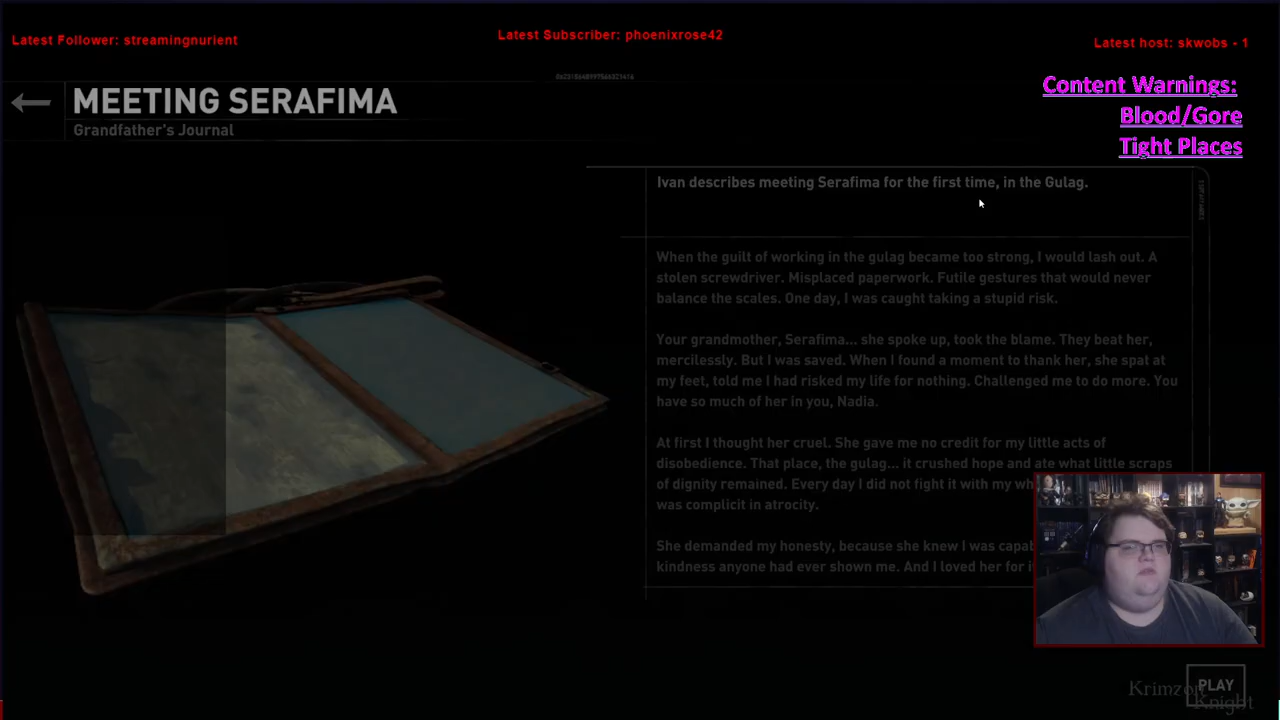 Latest Follower: streamingnurient
Latest Subscriber: phoenixrose42
Latest host: skwobs - 1
Content Warnings:
Blood/Gore
Tight Places
MEETING SERAFIMA
Grandfather's Journal
Ivan describes meeting Serafima for the first time, in the Gulag.
When the guilt of working in the gulag became too strong, I would lash out. A
stolen screwdriver. Misplaced paperwork. Futile gestures that would never
balance the scales. One day, I was caught taking a stupid risk.
Your grandmother, Serafima... she spoke up, took the blame. They beat her,
mercilessly. But I was saved. When I found a moment to thank her, she spat at
my feet, told me I had risked my life for nothing. Challenged me to do more. You
have so much of her in you, Nadia.
At first I thought her cruel. She gave me no credit for my little acts of
disobedience. That place, the gulag... it crushed hope and ate what little scraps
of dignity remained. Every day I did not fight it with my
was complicit in atrocity.
She demanded my honesty, because she knew I was
kindness anyone had ever shown me. And I loved her for
Krimzon
Knight
PLAY